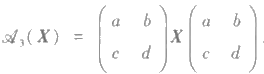 𝒜₃(X) = ( a b ; c d ) X ( a b ; c d ).